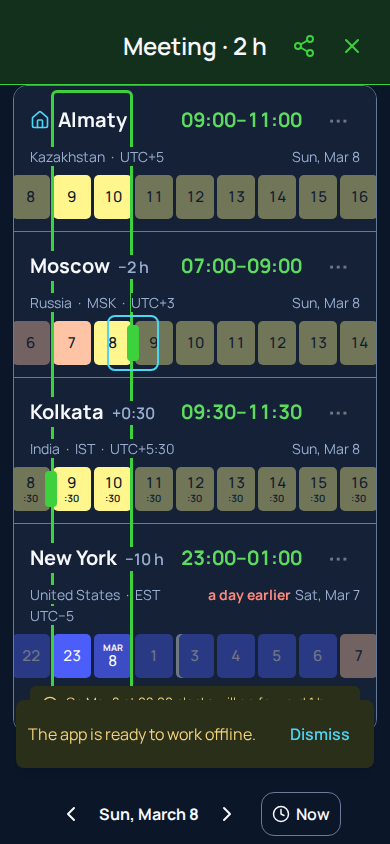 Meeting · 2 h
Almaty 09:00–11:00 ···
Kazakhstan · UTC+5 Sun, Mar 8
8 9 10 11 12 13 14 15 16
Moscow −2 h 07:00–09:00 ···
Russia · MSK · UTC+3 Sun, Mar 8
6 7 8 9 10 11 12 13 14
Kolkata +0:30 09:30–11:30 ···
India · IST · UTC+5:30 Sun, Mar 8
8 9 10 11 12 13 14 15 16
:30 :30 :30 :30 :30 :30 :30 :30 :30
New York −10 h 23:00–01:00 ···
United States · EST a day earlier Sat, Mar 7
UTC−5
22 23 MAR 8 1 3 4 5 6 7
The app is ready to work offline. Dismiss
Sun, March 8 Now